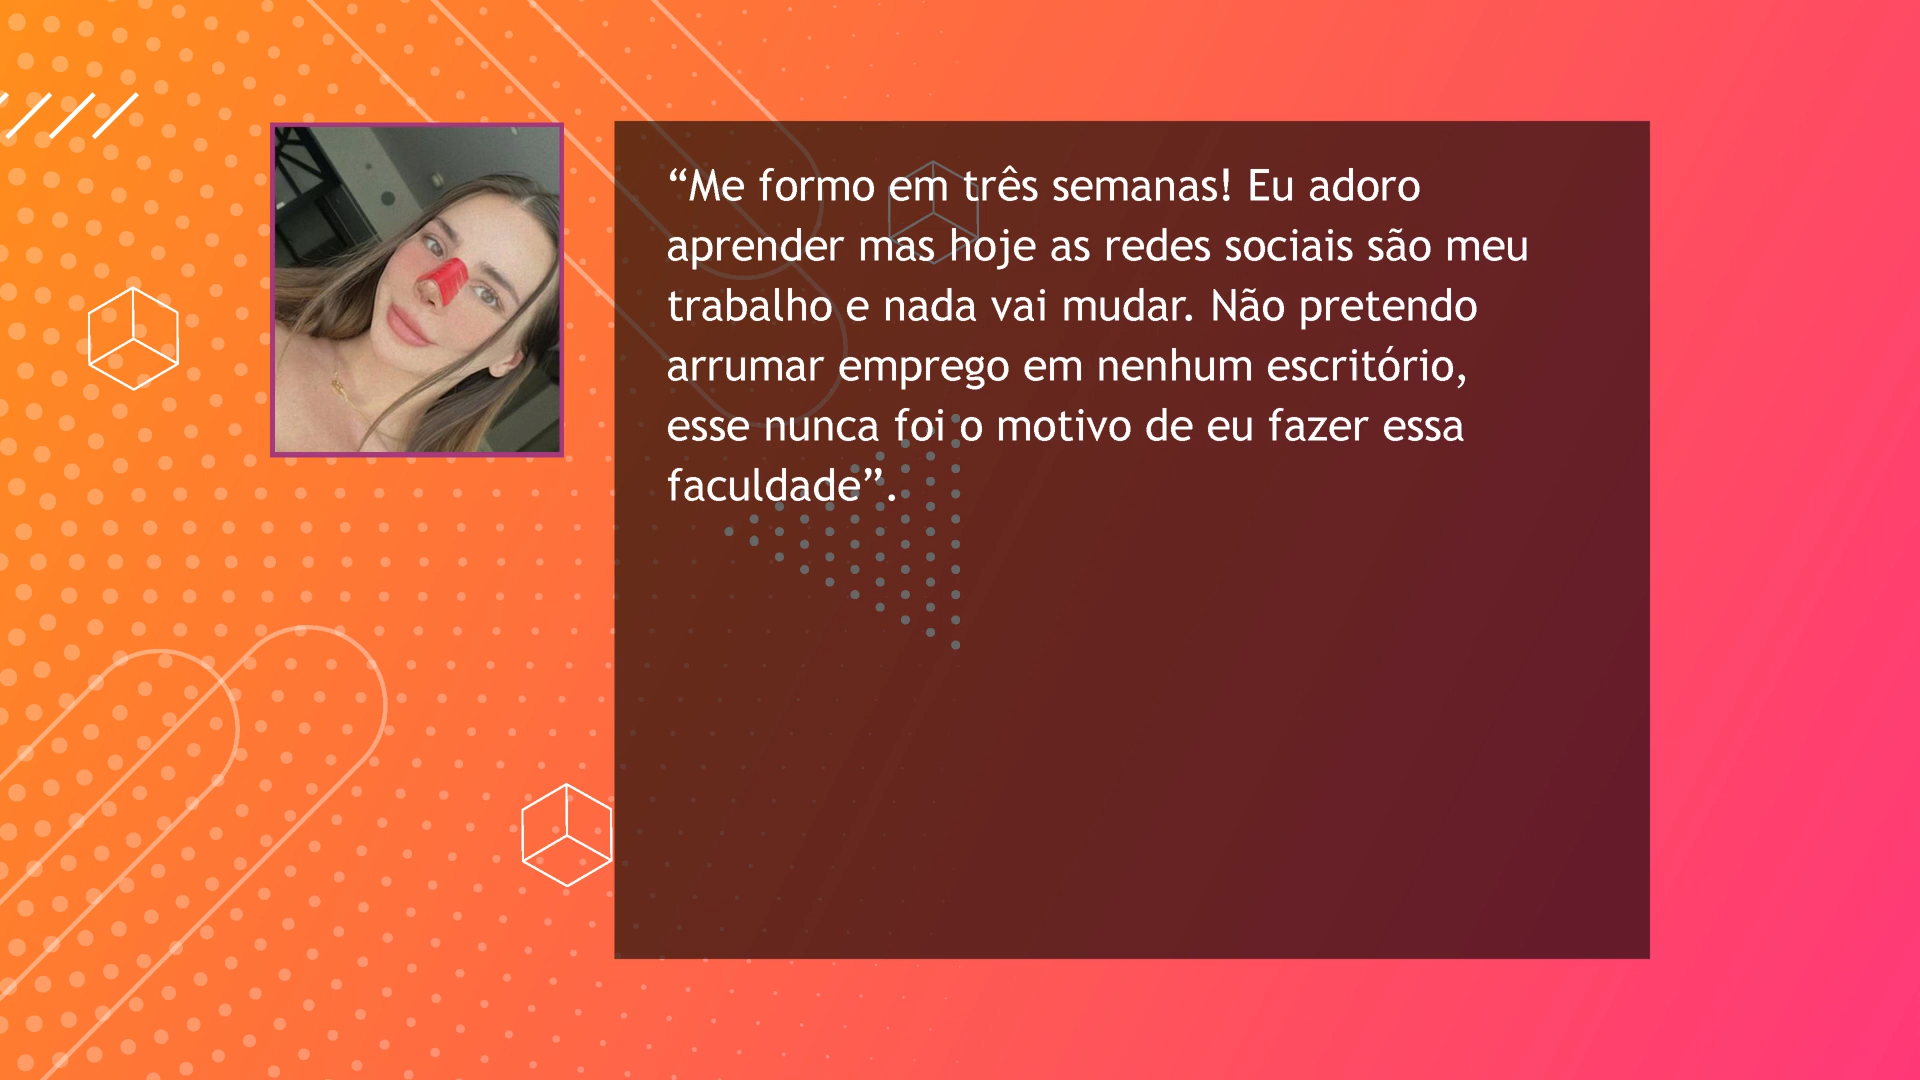 “Me formo em três semanas! Eu adoro
aprender mas hoje as redes sociais são meu
trabalho e nada vai mudar. Não pretendo
arrumar emprego em nenhum escritório,
esse nunca foi o motivo de eu fazer essa
faculdade”.